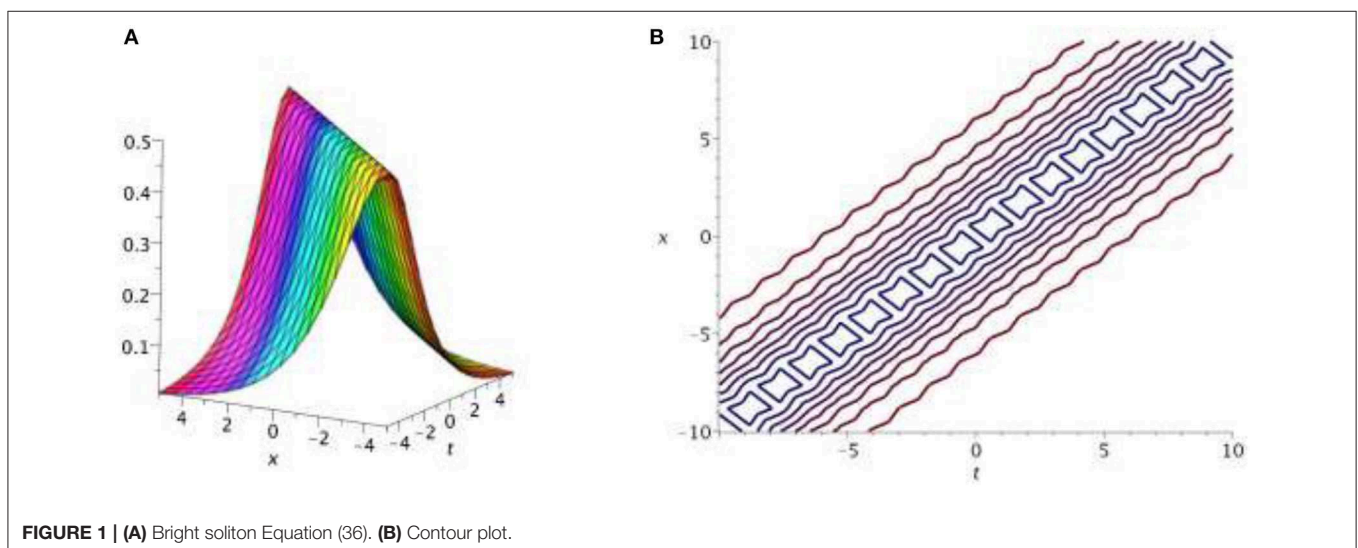 A
0.5
0.4
0.3
0.2
0.1
4 2 0 -2 -4
x
-4 -2 0 2 4
t
B
10
5
0
-5
-10
x
-5 0 5 10
t
FIGURE 1 | (A) Bright soliton Equation (36). (B) Contour plot.